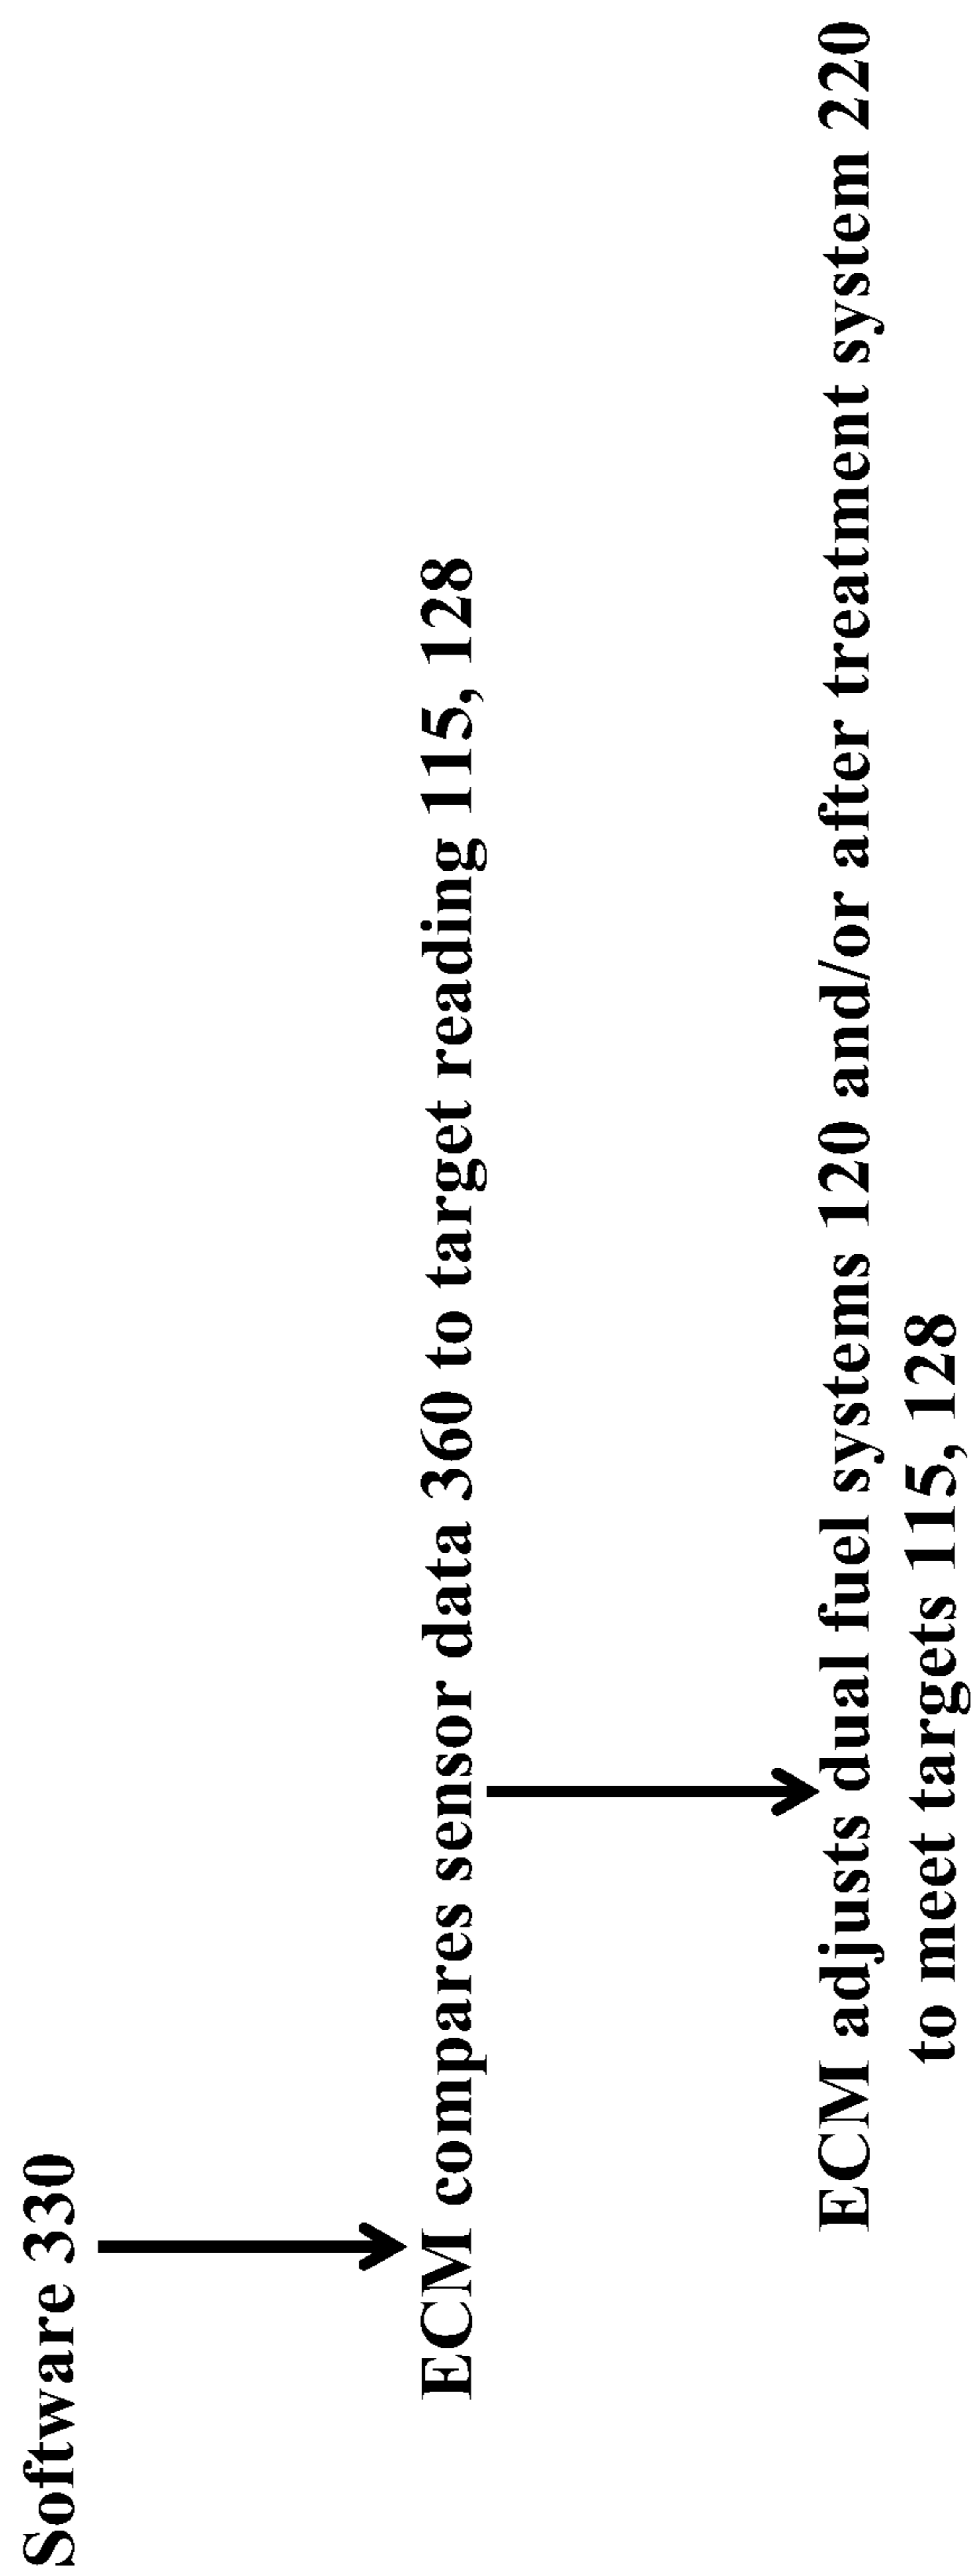 Software 330
ECM compares sensor data 360 to target reading 115, 128
ECM adjusts dual fuel systems 120 and/or after treatment system 220
to meet targets 115, 128